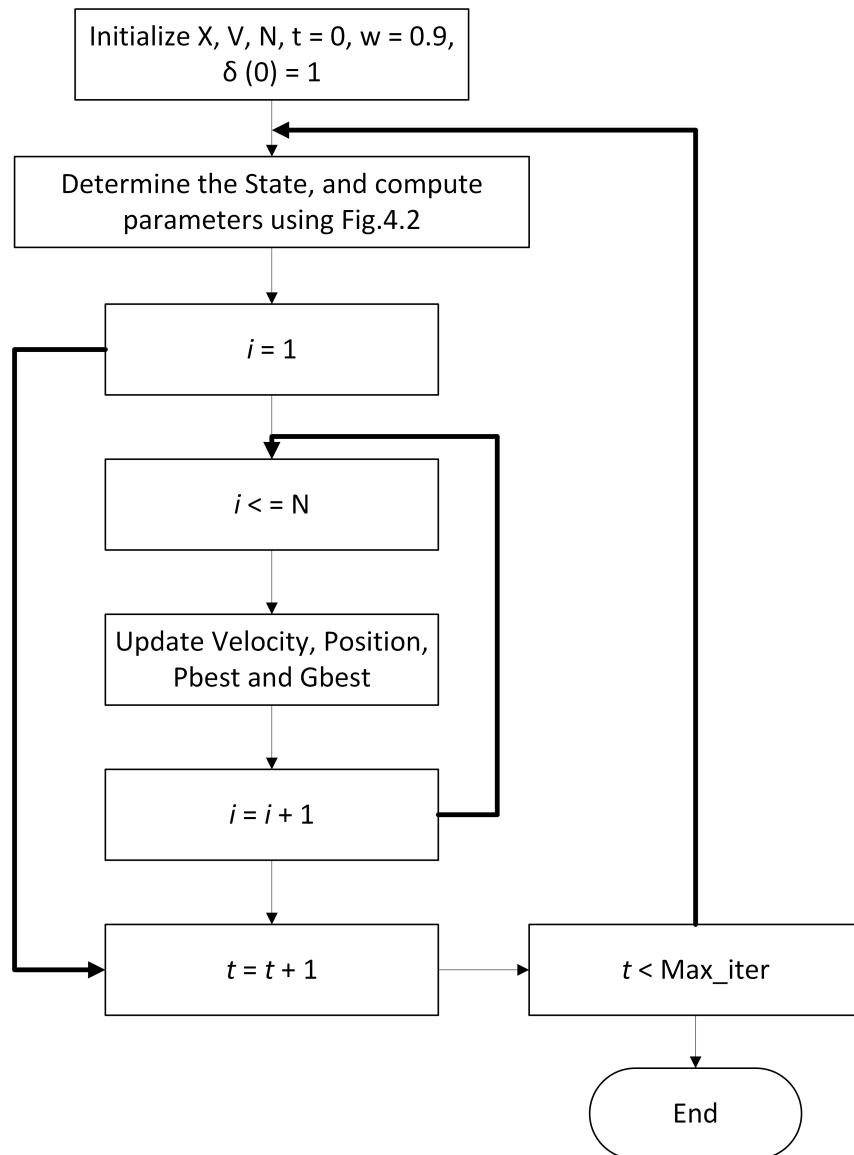 Initialize X, V, N, t = 0, w = 0.9,
δ (0) = 1
Determine the State, and compute
parameters using Fig.4.2
i = 1
i < = N
Update Velocity, Position,
Pbest and Gbest
i = i + 1
t = t + 1
t < Max_iter
End